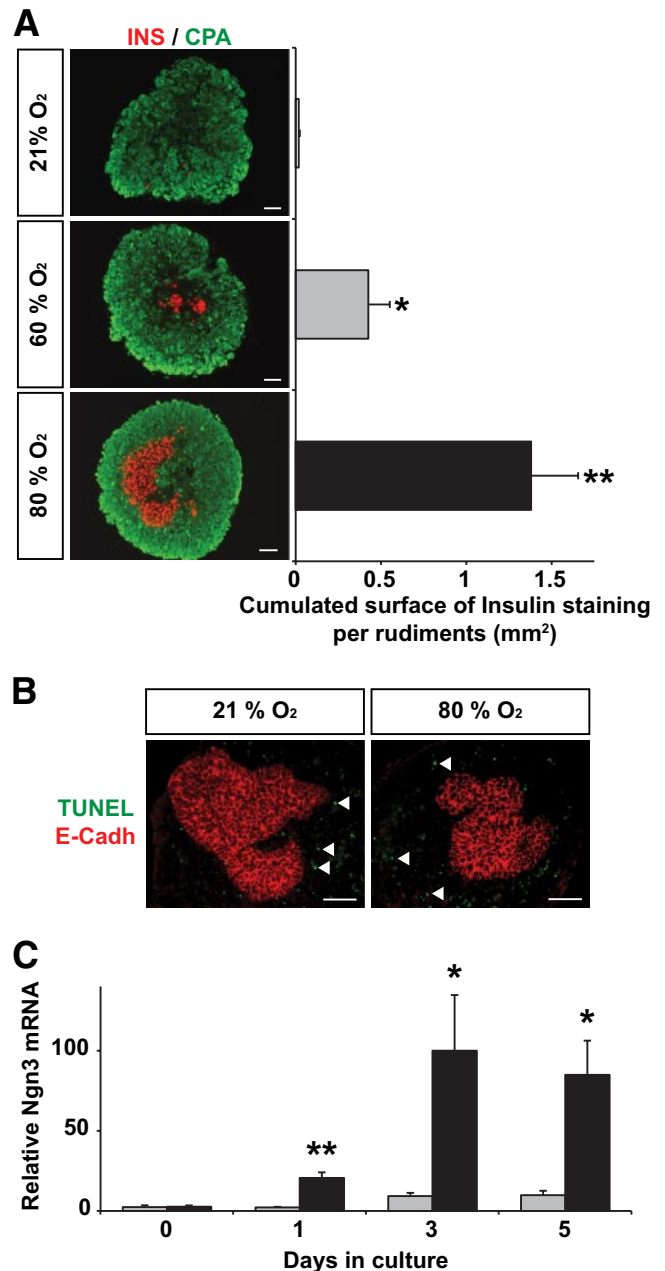 A
INS / CPA
21% O₂
60 % O₂
*
80 % O₂
**
0 0.5 1 1.5
Cumulated surface of Insulin staining
per rudiments (mm²)
B
21 % O₂ 80 % O₂
TUNEL
E-Cadh
C
Relative Ngn3 mRNA
100
50
0
** * *
0 1 3 5
Days in culture